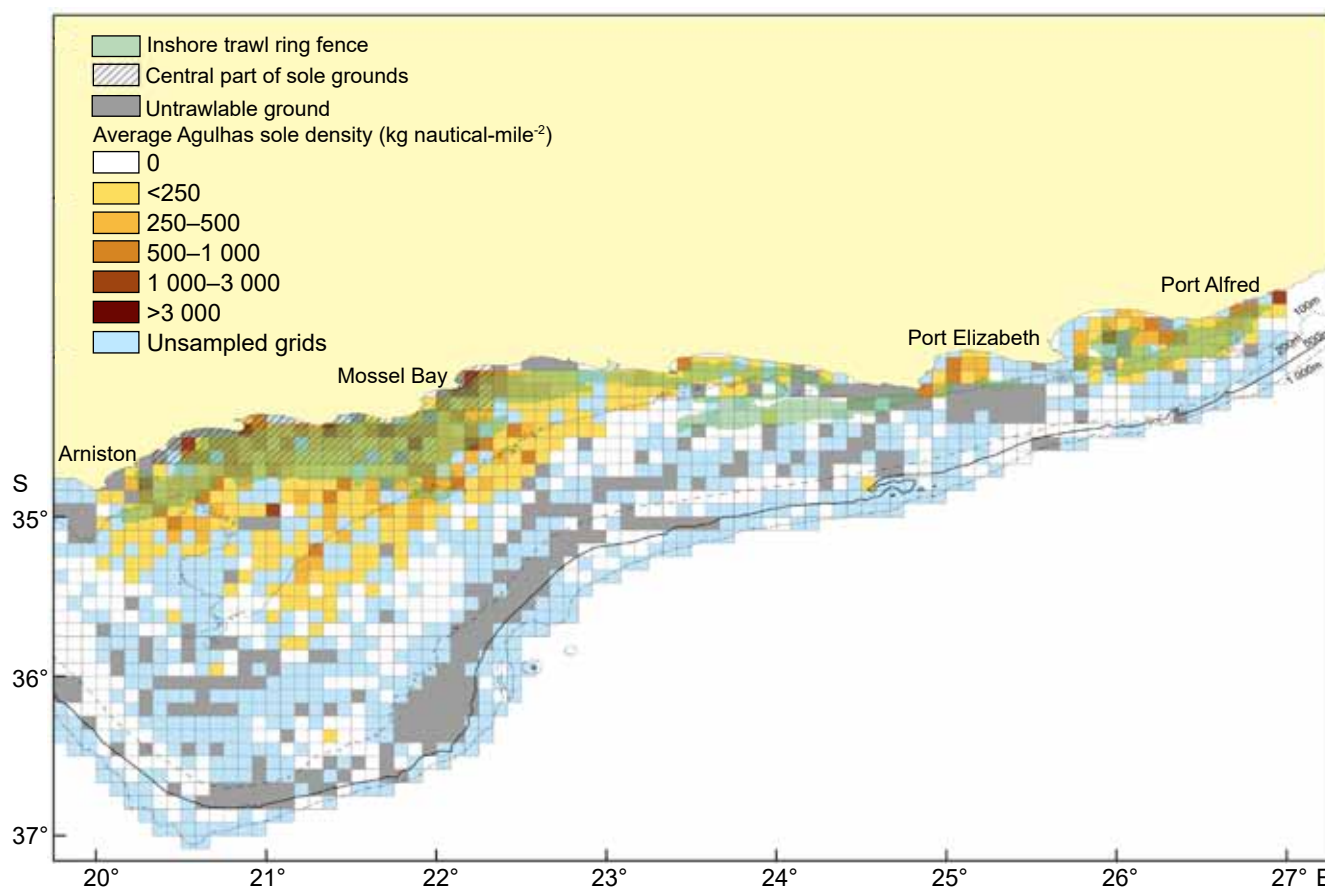 Inshore trawl ring fence
Central part of sole grounds
Untrawlable ground
Average Agulhas sole density (kg nautical-mile⁻²)
0
<250
250–500
500–1 000
1 000–3 000
>3 000
Unsampled grids
Port Alfred
100m
Port Elizabeth
200m
500m
1 000m
Mossel Bay
Arniston
S
35°
36°
37°
20° 21° 22° 23° 24° 25° 26° 27° E